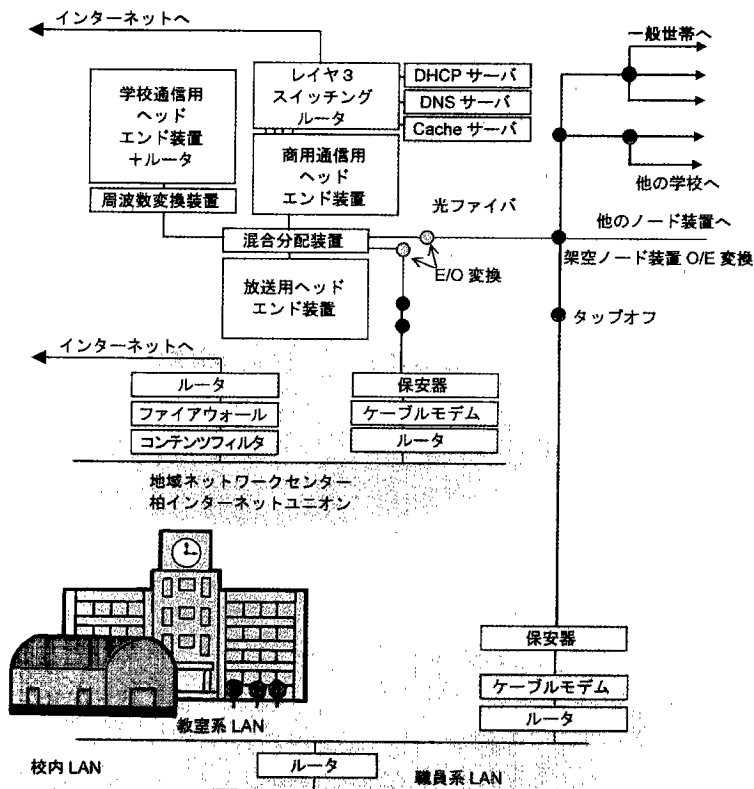 インターネットへ
一般世帯へ
学校通信用
ヘッド
エンド装置
+ルータ
周波数変換装置
レイヤ3
スイッチング
ルータ
DHCP サーバ
DNS サーバ
Cache サーバ
商用通信用
ヘッド
エンド装置
他の学校へ
光ファイバ
他のノード装置へ
混合分配装置
E/O 変換
架空ノード装置 O/E 変換
放送用ヘッド
エンド装置
タップオフ
インターネットへ
ルータ
ファイアウォール
コンテンツフィルタ
保安器
ケーブルモデム
ルータ
地域ネットワークセンター
柏インターネットユニオン
保安器
ケーブルモデム
ルータ
教室系 LAN
校内 LAN
ルータ
職員系 LAN